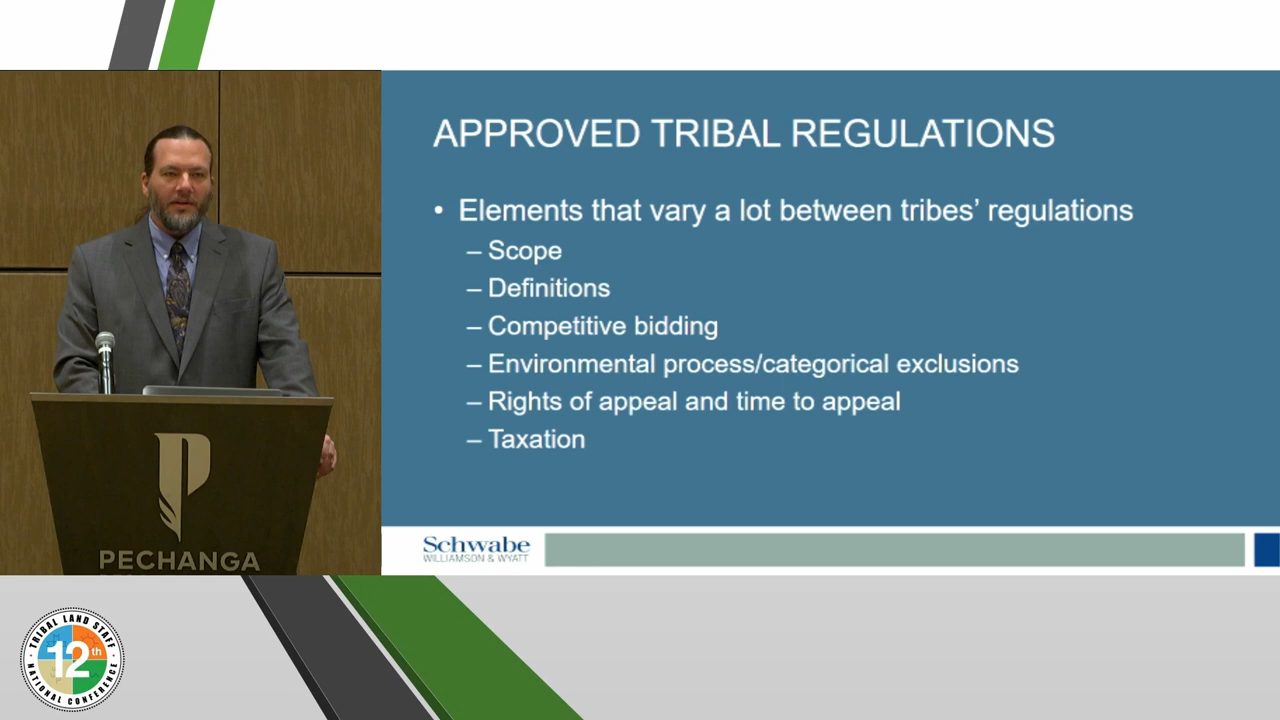 APPROVED TRIBAL REGULATIONS
• Elements that vary a lot between tribes’ regulations
– Scope
– Definitions
– Competitive bidding
– Environmental process/categorical exclusions
– Rights of appeal and time to appeal
– Taxation
Schwabe
WILLIAMSON & WYATT
PECHANGA
TRIBAL LAND STAFF
12th
NATIONAL CONFERENCE